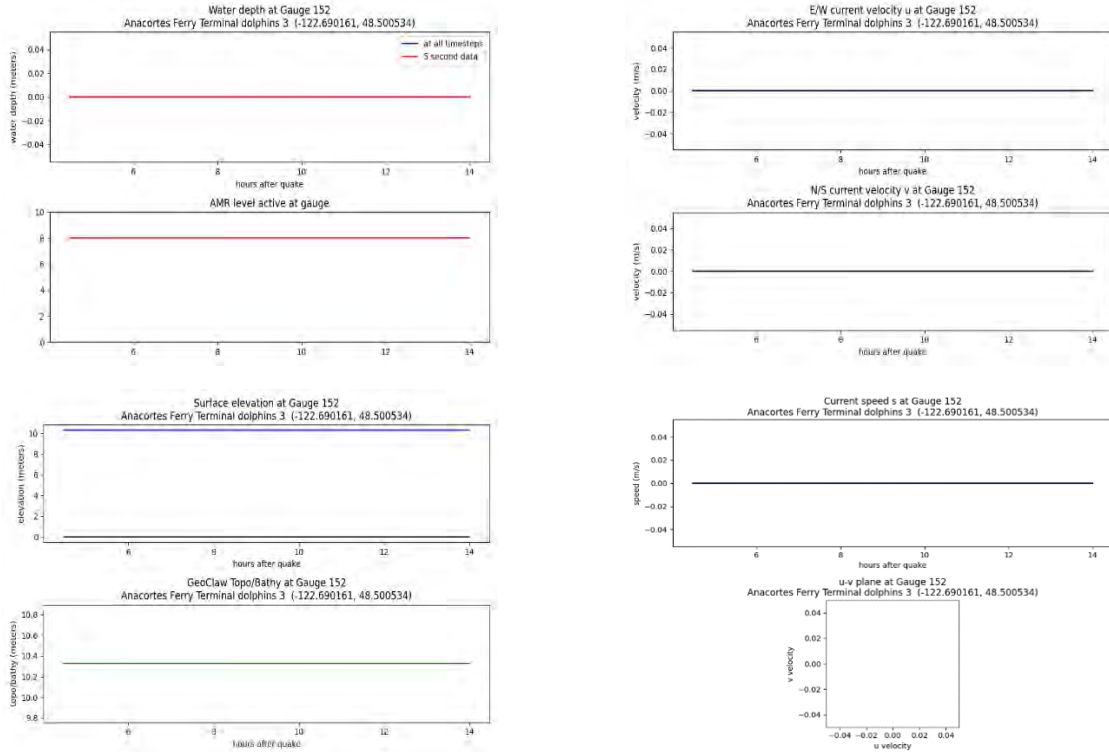 Water depth at Gauge 152
Anacortes Ferry Terminal dolphins 3 (-122.690161, 48.500534)
at all timesteps
5 second data
water depth (meters)
0.04
0.02
0.00
−0.02
−0.04
6
8
10
12
14
hours after quake
AMR level active at gauge
10
8
6
4
2
0
6
8
10
12
14
hours after quake
Surface elevation at Gauge 152
Anacortes Ferry Terminal dolphins 3 (-122.690161, 48.500534)
elevation (meters)
10
8
6
4
2
0
6
8
10
12
14
hours after quake
GeoClaw Topo/Bathy at Gauge 152
Anacortes Ferry Terminal dolphins 3 (-122.690161, 48.500534)
topo/bathy (meters)
10.8
10.6
10.4
10.2
10.0
9.8
6
8
10
12
14
hours after quake
E/W current velocity u at Gauge 152
Anacortes Ferry Terminal dolphins 3 (-122.690161, 48.500534)
velocity (m/s)
0.04
0.02
0.00
−0.02
−0.04
6
8
10
12
14
hours after quake
N/S current velocity v at Gauge 152
Anacortes Ferry Terminal dolphins 3 (-122.690161, 48.500534)
velocity (m/s)
0.04
0.02
0.00
−0.02
−0.04
6
8
10
12
14
hours after quake
Current speed s at Gauge 152
Anacortes Ferry Terminal dolphins 3 (-122.690161, 48.500534)
speed (m/s)
0.04
0.02
0.00
−0.02
−0.04
6
8
10
12
14
hours after quake
u-v plane at Gauge 152
Anacortes Ferry Terminal dolphins 3 (-122.690161, 48.500534)
v velocity
0.04
0.02
0.00
−0.02
−0.04
−0.04
−0.02
0.00
0.02
0.04
u velocity